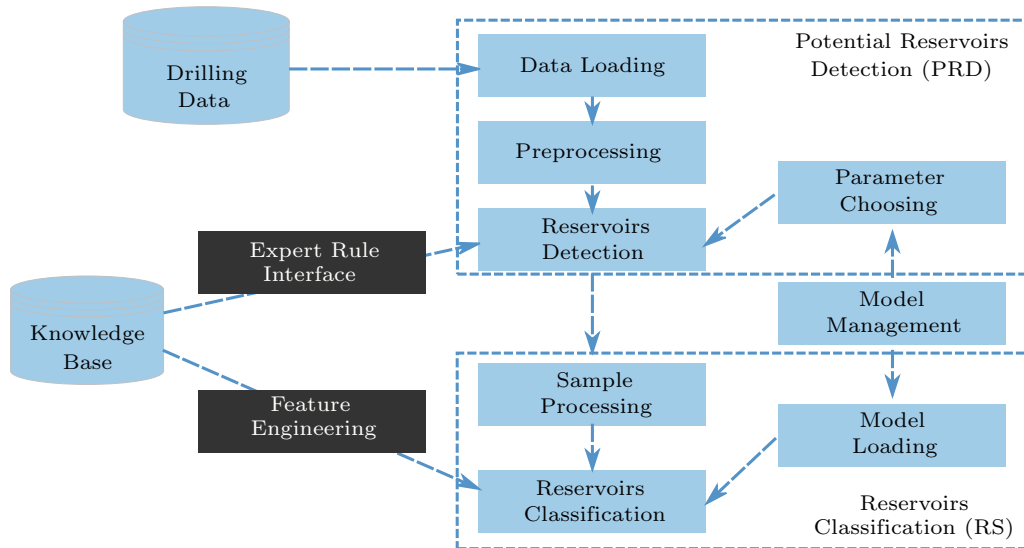 Drilling
Data
Data Loading
Potential Reservoirs
Detection (PRD)
Preprocessing
Parameter
Choosing
Reservoirs
Detection
Expert Rule
Interface
Knowledge
Base
Model
Management
Sample
Processing
Feature
Engineering
Model
Loading
Reservoirs
Classification
Reservoirs
Classification (RS)